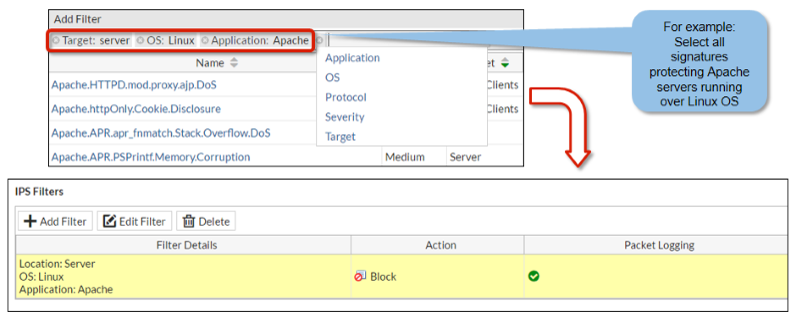 Add Filter
Target: server OS: Linux Application: Apache
Name
Application
OS
Protocol
Severity
Target
Apache.HTTPD.mod.proxy.ajp.DoS
Clients
Apache.httpOnly.Cookie.Disclosure
Clients
Apache.APR.apr_fnmatch.Stack.Overflow.DoS
Apache.APR.PSPrintf.Memory.Corruption Medium Server
For example:
Select all
signatures
protecting Apache
servers running
over Linux OS
IPS Filters
Add Filter Edit Filter Delete
Filter Details Action Packet Logging
Location: Server
OS: Linux
Application: Apache
Block